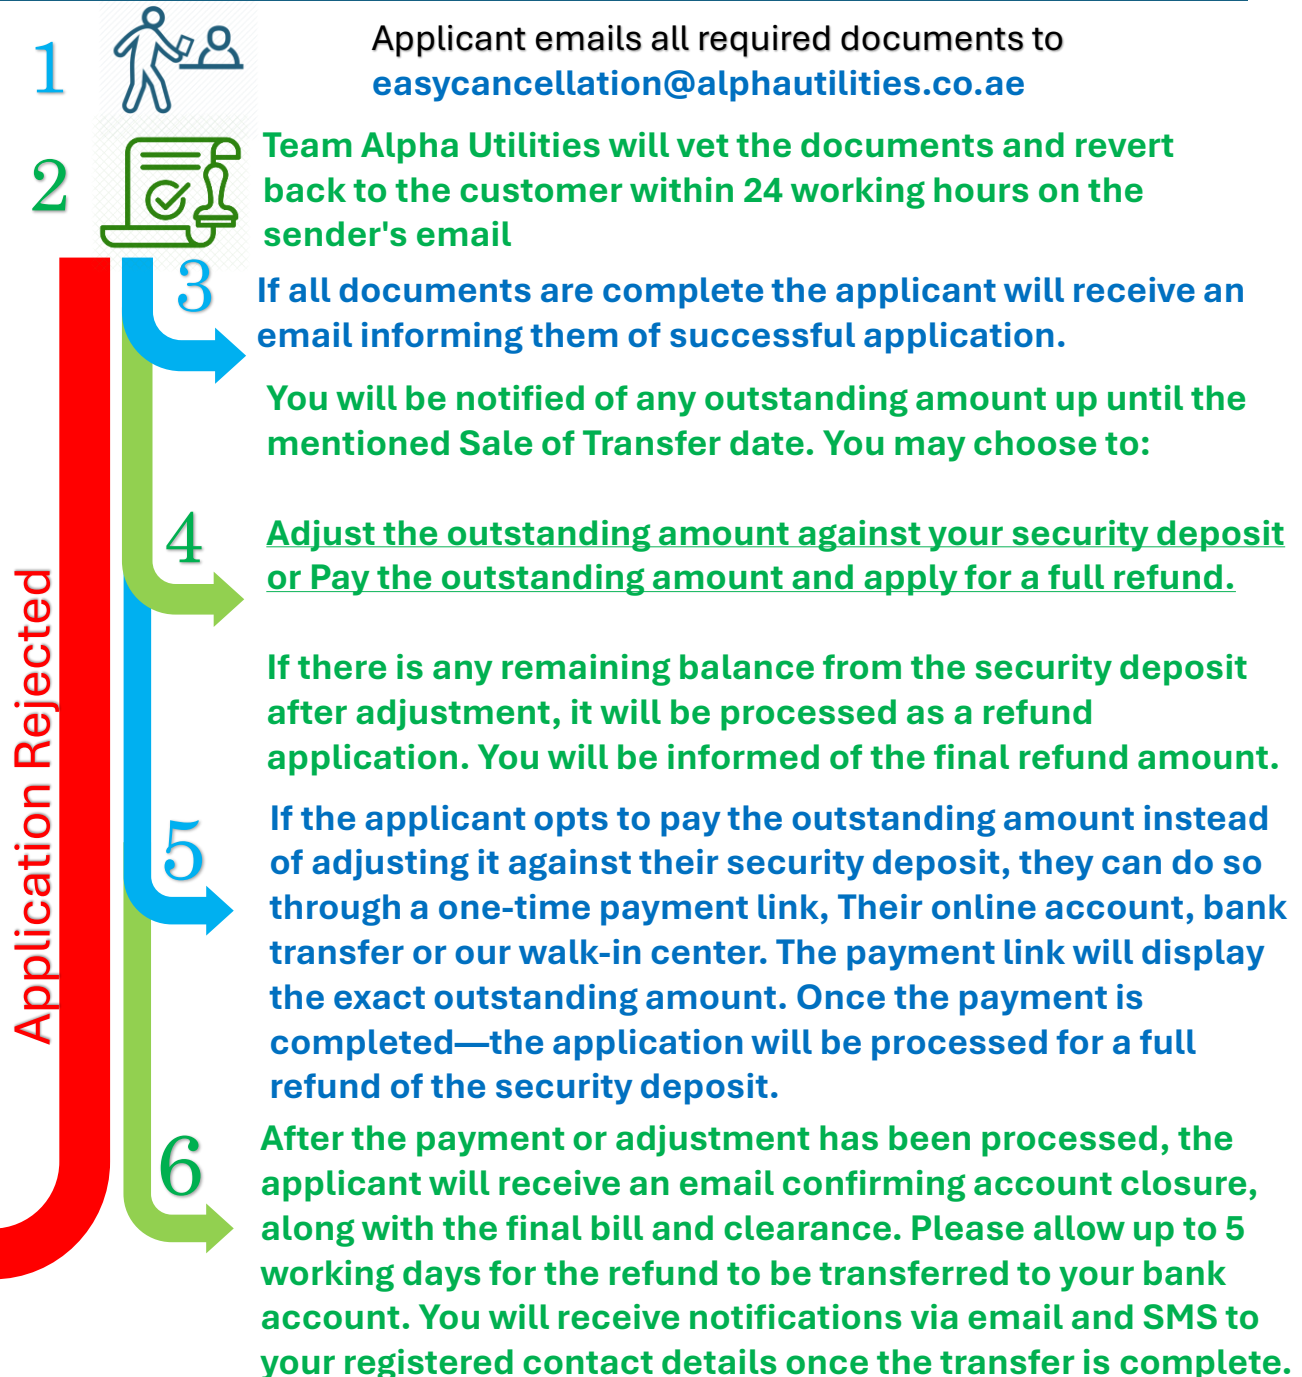 1
Applicant emails all required documents to
easycancellation@alphautilities.co.ae
2
Team Alpha Utilities will vet the documents and revert
back to the customer within 24 working hours on the
sender's email
3
If all documents are complete the applicant will receive an
email informing them of successful application.
You will be notified of any outstanding amount up until the
mentioned Sale of Transfer date. You may choose to:
4
Adjust the outstanding amount against your security deposit
or Pay the outstanding amount and apply for a full refund.
If there is any remaining balance from the security deposit
after adjustment, it will be processed as a refund
application. You will be informed of the final refund amount.
Application Rejected
5
If the applicant opts to pay the outstanding amount instead
of adjusting it against their security deposit, they can do so
through a one-time payment link, Their online account, bank
transfer or our walk-in center. The payment link will display
the exact outstanding amount. Once the payment is
completed—the application will be processed for a full
refund of the security deposit.
6
After the payment or adjustment has been processed, the
applicant will receive an email confirming account closure,
along with the final bill and clearance. Please allow up to 5
working days for the refund to be transferred to your bank
account. You will receive notifications via email and SMS to
your registered contact details once the transfer is complete.